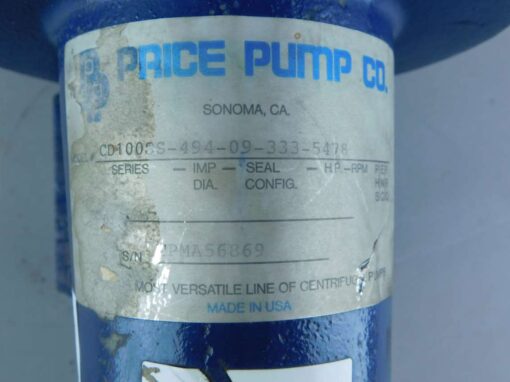 PRICE PUMP CO.
SONOMA, CA.
CD100SS-494-09-333-5478
SERIES — IMP — SEAL — H.P. — RPM
DIA. CONFIG.
S/N PMA56869
MOST VERSATILE LINE OF CENTRIFUGAL PUMPS
MADE IN USA